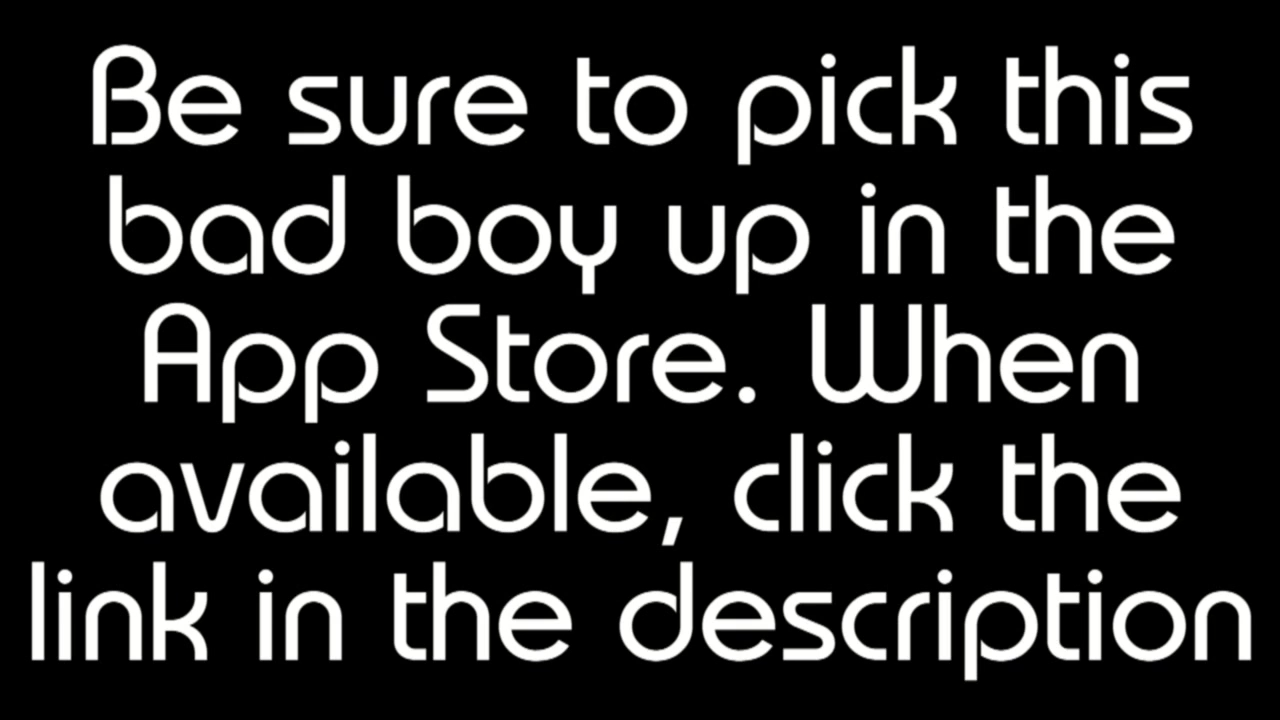 Be sure to pick this
bad boy up in the
App Store. When
available, click the
link in the description